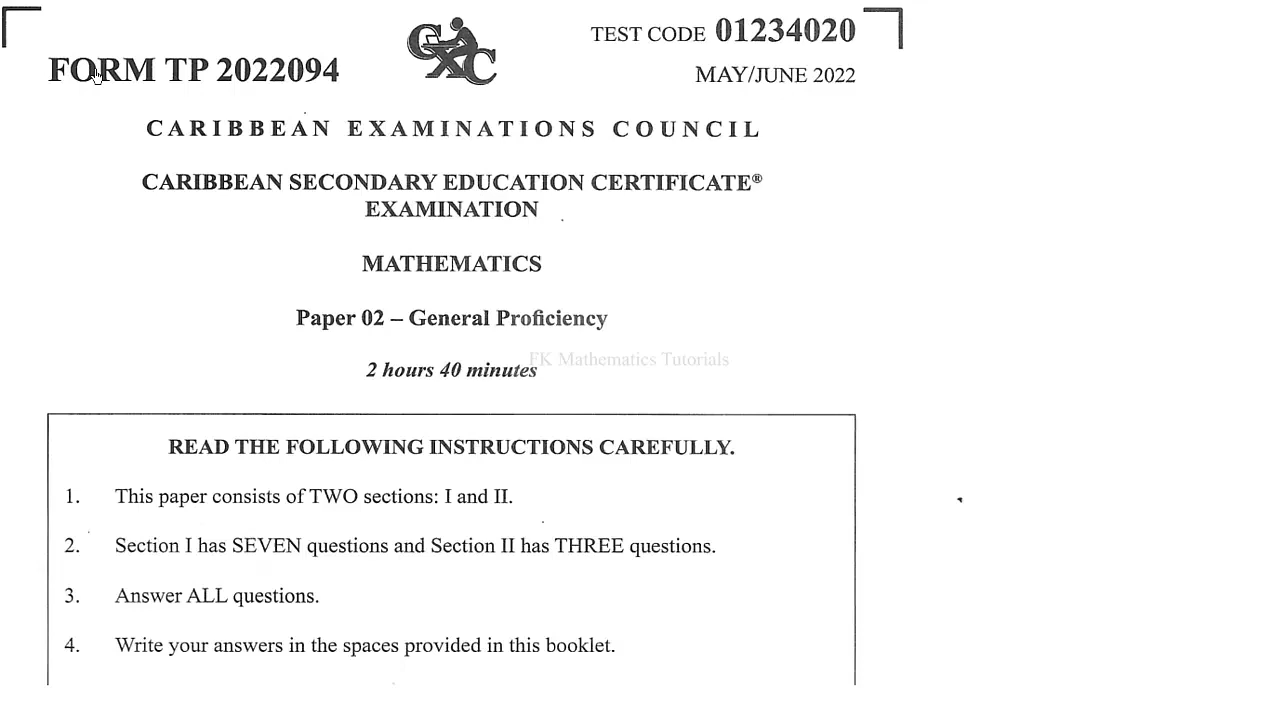 TEST CODE 01234020
FORM TP 2022094
CXC
MAY/JUNE 2022
CARIBBEAN EXAMINATIONS COUNCIL
CARIBBEAN SECONDARY EDUCATION CERTIFICATE®
EXAMINATION
MATHEMATICS
Paper 02 – General Proficiency
FK Mathematics Tutorials
2 hours 40 minutes
READ THE FOLLOWING INSTRUCTIONS CAREFULLY.
1. This paper consists of TWO sections: I and II.
2. Section I has SEVEN questions and Section II has THREE questions.
3. Answer ALL questions.
4. Write your answers in the spaces provided in this booklet.